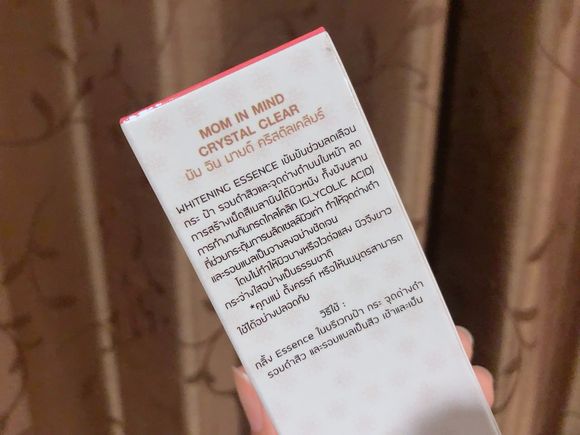 MOM IN MIND
CRYSTAL CLEAR
มัม อิน มายด์ คริสตัลเคลียร์
WHITENING ESSENCE เข้มข้นช่วยลดเลือน
กระ ฝ้า รอยดำสิวและจุดด่างดำบนใบหน้า ลด
การสร้างเม็ดสีเมลานินใต้ผิวหนัง ทั้งยังผสาน
การทำงานกับกรดไกลโคลิก (GLYCOLIC ACID)
ที่ช่วยกระตุ้นการผลัดเซลล์ผิวเก่า ทำให้จุดด่างดำ
และรอยแผลเป็นจางลงอย่างชัดเจน
โดยไม่ทำให้ผิวบางหรือไวต่อแสง ผิวจึงขาว
กระจ่างใสอย่างเป็นธรรมชาติ
*คุณแม่ ตั้งครรภ์ หรือให้นมบุตรสามารถ
ใช้ได้อย่างปลอดภัย
วิธีใช้ :
กลิ้ง Essence ในบริเวณฝ้า กระ จุดด่างดำ
รอยดำสิว และรอยแผลเป็นสิว เช้าและเย็น